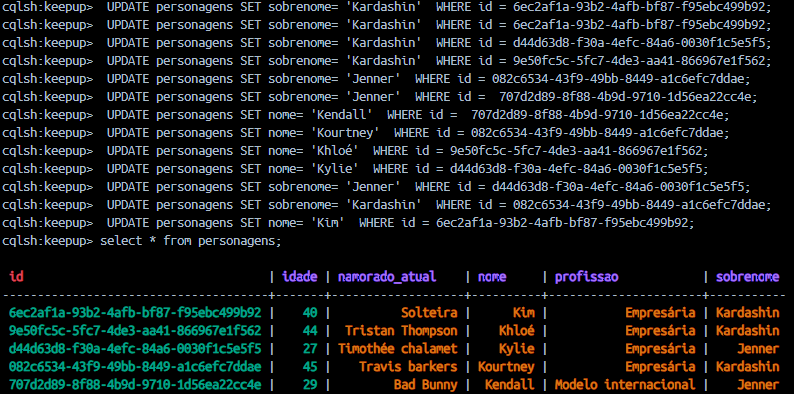 cqlsh:keepup>  UPDATE personagens SET sobrenome= 'Kardashin'  WHERE id = 6ec2af1a-93b2-4afb-bf87-f95ebc499b92;
cqlsh:keepup>  UPDATE personagens SET sobrenome= 'Kardashin'  WHERE id = 6ec2af1a-93b2-4afb-bf87-f95ebc499b92;
cqlsh:keepup>  UPDATE personagens SET sobrenome= 'Kardashin'  WHERE id = d44d63d8-f30a-4efc-84a6-0030f1c5e5f5;
cqlsh:keepup>  UPDATE personagens SET sobrenome= 'Kardashin'  WHERE id = 9e50fc5c-5fc7-4de3-aa41-866967e1f562;
cqlsh:keepup>  UPDATE personagens SET sobrenome= 'Jenner'  WHERE id = 082c6534-43f9-49bb-8449-a1c6efc7ddae;
cqlsh:keepup>  UPDATE personagens SET sobrenome= 'Jenner'  WHERE id =  707d2d89-8f88-4b9d-9710-1d56ea22cc4e;
cqlsh:keepup>  UPDATE personagens SET nome= 'Kendall'  WHERE id =  707d2d89-8f88-4b9d-9710-1d56ea22cc4e;
cqlsh:keepup>  UPDATE personagens SET nome= 'Kourtney'  WHERE id = 082c6534-43f9-49bb-8449-a1c6efc7ddae;
cqlsh:keepup>  UPDATE personagens SET nome= 'Khloé'  WHERE id = 9e50fc5c-5fc7-4de3-aa41-866967e1f562;
cqlsh:keepup>  UPDATE personagens SET nome= 'Kylie'  WHERE id = d44d63d8-f30a-4efc-84a6-0030f1c5e5f5;
cqlsh:keepup>  UPDATE personagens SET sobrenome= 'Jenner'  WHERE id = d44d63d8-f30a-4efc-84a6-0030f1c5e5f5;
cqlsh:keepup>  UPDATE personagens SET sobrenome= 'Kardashin'  WHERE id = 082c6534-43f9-49bb-8449-a1c6efc7ddae;
cqlsh:keepup>  UPDATE personagens SET nome= 'Kim'  WHERE id = 6ec2af1a-93b2-4afb-bf87-f95ebc499b92;
cqlsh:keepup> select * from personagens;
id | idade | namorado_atual | nome | profissao | sobrenome
6ec2af1a-93b2-4afb-bf87-f95ebc499b92 | 40 | Solteira | Kim | Empresária | Kardashin
9e50fc5c-5fc7-4de3-aa41-866967e1f562 | 44 | Tristan Thompson | Khloé | Empresária | Kardashin
d44d63d8-f30a-4efc-84a6-0030f1c5e5f5 | 27 | Timothée chalamet | Kylie | Empresária | Jenner
082c6534-43f9-49bb-8449-a1c6efc7ddae | 45 | Travis barkers | Kourtney | Empresária | Kardashin
707d2d89-8f88-4b9d-9710-1d56ea22cc4e | 29 | Bad Bunny | Kendall | Modelo internacional | Jenner